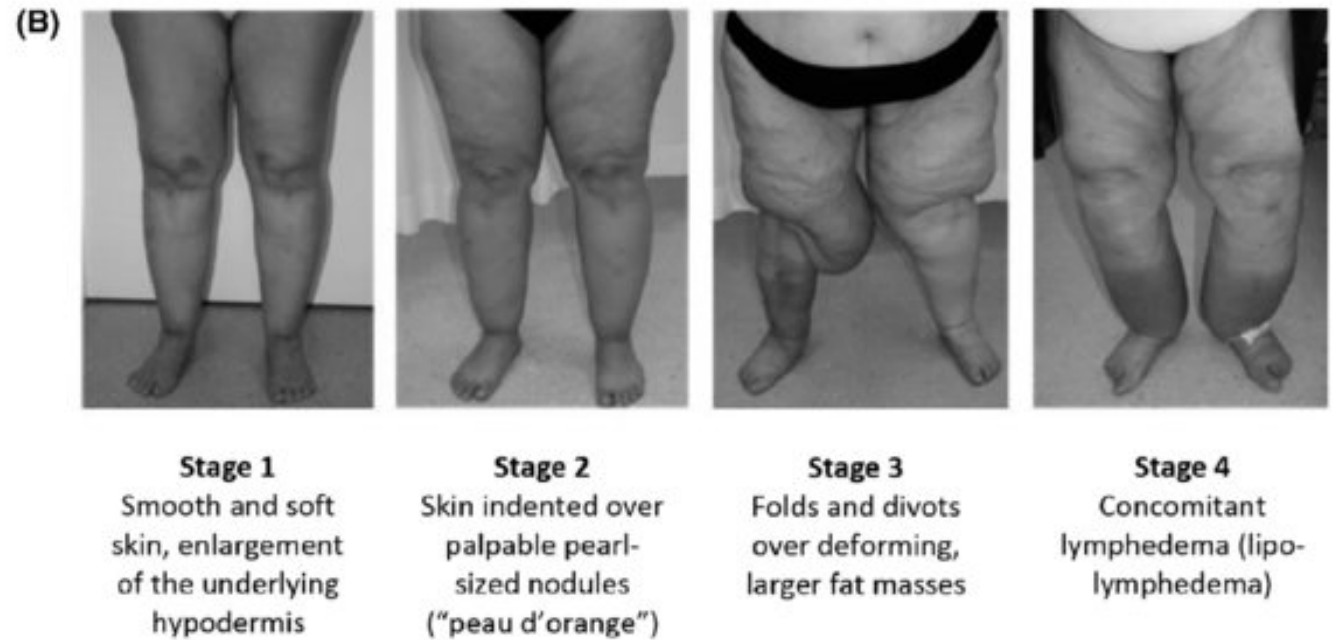 (B)
Stage 1
Smooth and soft
skin, enlargement
of the underlying
hypodermis
Stage 2
Skin indented over
palpable pearl-
sized nodules
("peau d'orange")
Stage 3
Folds and divots
over deforming,
larger fat masses
Stage 4
Concomitant
lymphedema (lipo-
lymphedema)